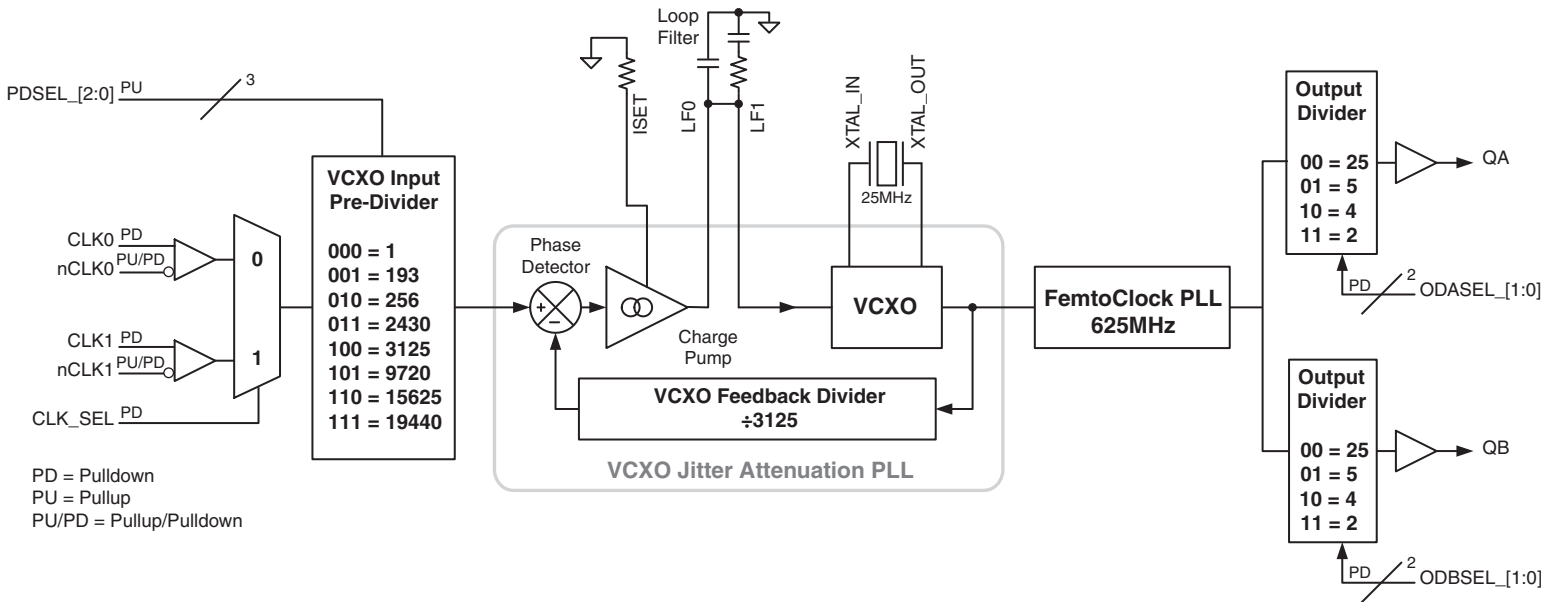 PDSEL_[2:0] PU
3
CLK0 PD
nCLK0 PU/PD
CLK1 PD
nCLK1 PU/PD
CLK_SEL PD
0
1
PD = Pulldown
PU = Pullup
PU/PD = Pullup/Pulldown
VCXO Input
Pre-Divider
000 = 1
001 = 193
010 = 256
011 = 2430
100 = 3125
101 = 9720
110 = 15625
111 = 19440
Loop
Filter
ISET
LF0
LF1
XTAL_IN
XTAL_OUT
25MHz
Phase
Detector
+
−
Charge
Pump
VCXO
VCXO Feedback Divider
÷3125
VCXO Jitter Attenuation PLL
FemtoClock PLL
625MHz
Output
Divider
00 = 25
01 = 5
10 = 4
11 = 2
QA
PD
2
ODASEL_[1:0]
Output
Divider
00 = 25
01 = 5
10 = 4
11 = 2
QB
PD
2
ODBSEL_[1:0]